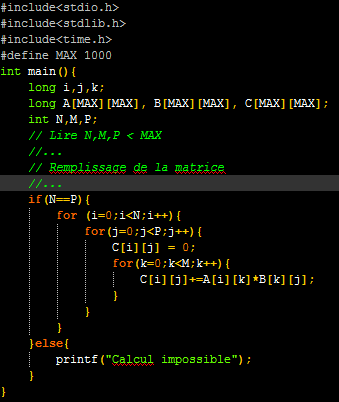 #include<stdio.h>
#include<stdlib.h>
#include<time.h>
#define MAX 1000
int main(){
    long i,j,k;
    long A[MAX][MAX], B[MAX][MAX], C[MAX][MAX];
    int N,M,P;
    // Lire N,M,P < MAX
    //...
    // Remplissage de la matrice
    //...
    if(N==P){
        for (i=0;i<N;i++){
            for(j=0;j<P;j++){
                C[i][j] = 0;
                for(k=0;k<M;k++){
                    C[i][j]+=A[i][k]*B[k][j];
                }
            }
        }
    }else{
        printf("Calcul impossible");
    }
}